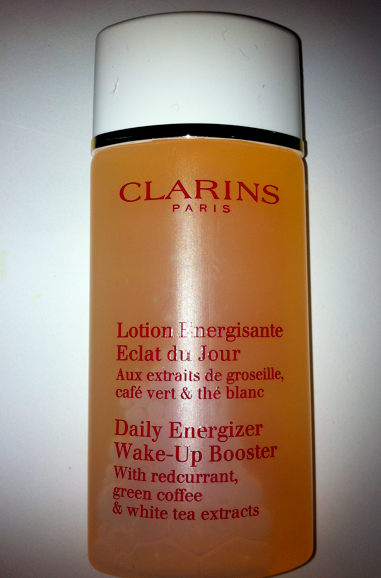 CLARINS
PARIS
Lotion Energisante
Eclat du Jour
Aux extraits de groseille,
café vert & thé blanc
Daily Energizer
Wake-Up Booster
With redcurrant,
green coffee
& white tea extracts